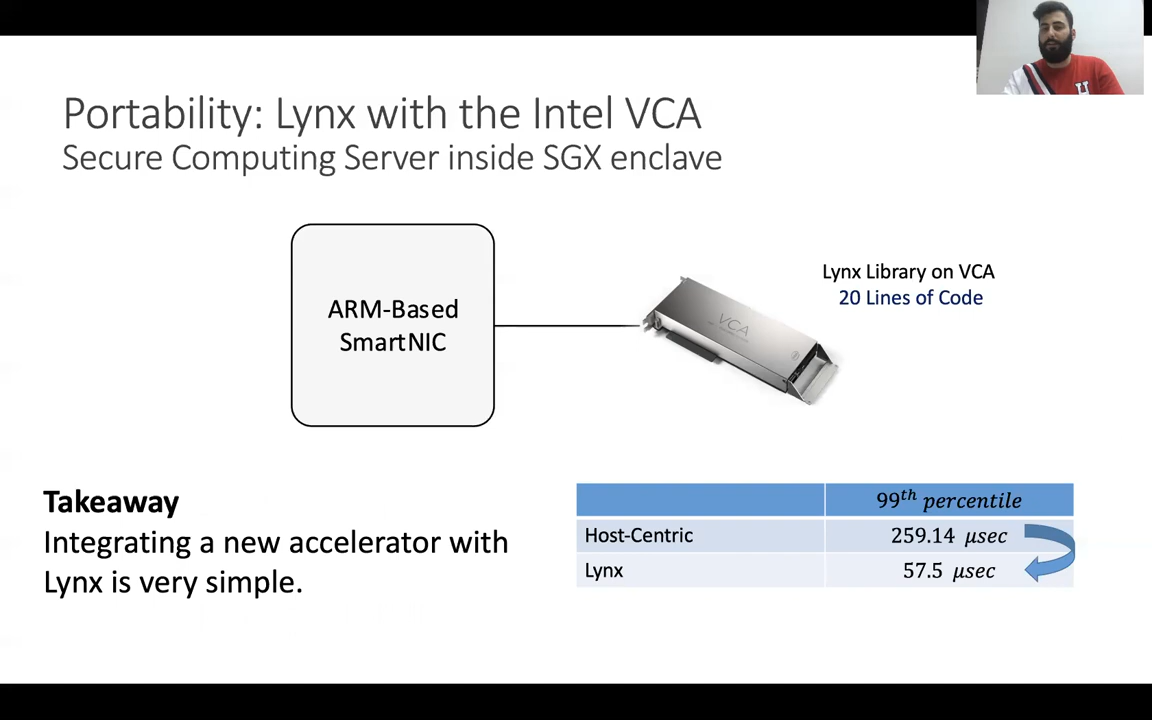 Portability: Lynx with the Intel VCA
Secure Computing Server inside SGX enclave
ARM-Based
SmartNIC
VCA
Lynx Library on VCA
20 Lines of Code
Takeaway
Integrating a new accelerator with
Lynx is very simple.
99th percentile
Host-Centric 259.14 μsec
Lynx 57.5 μsec
H